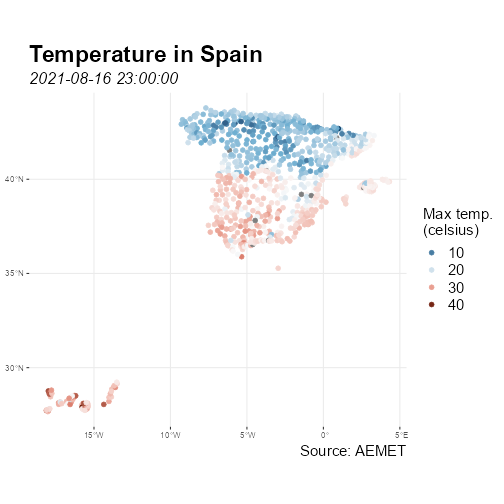 Temperature in Spain
2021-08-16 23:00:00
40°N
35°N
30°N
15°W
10°W
5°W
0°
5°E
Max temp.
(celsius)
10
20
30
40
Source: AEMET